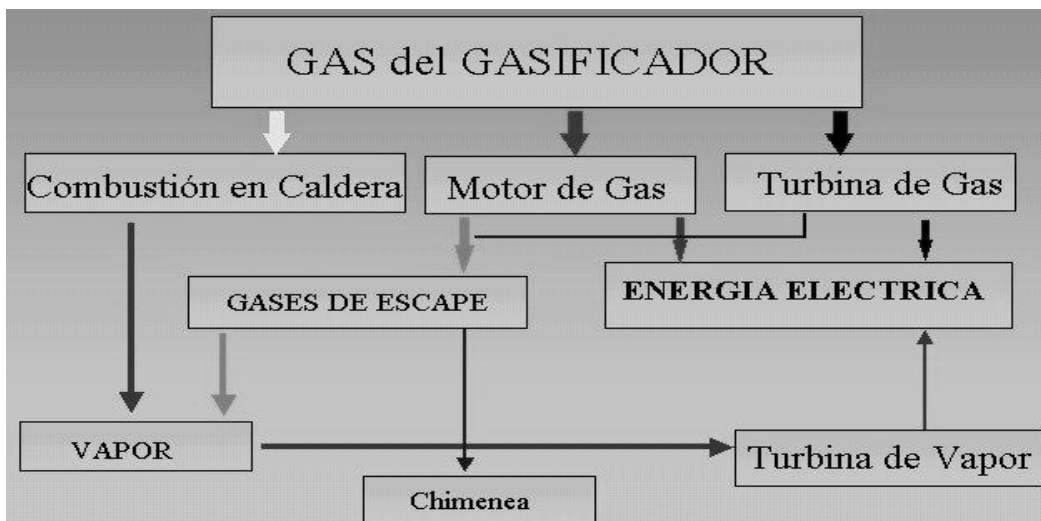 GAS del GASIFICADOR
Combustión en Caldera
Motor de Gas
Turbina de Gas
GASES DE ESCAPE
ENERGIA ELECTRICA
VAPOR
Turbina de Vapor
Chimenea